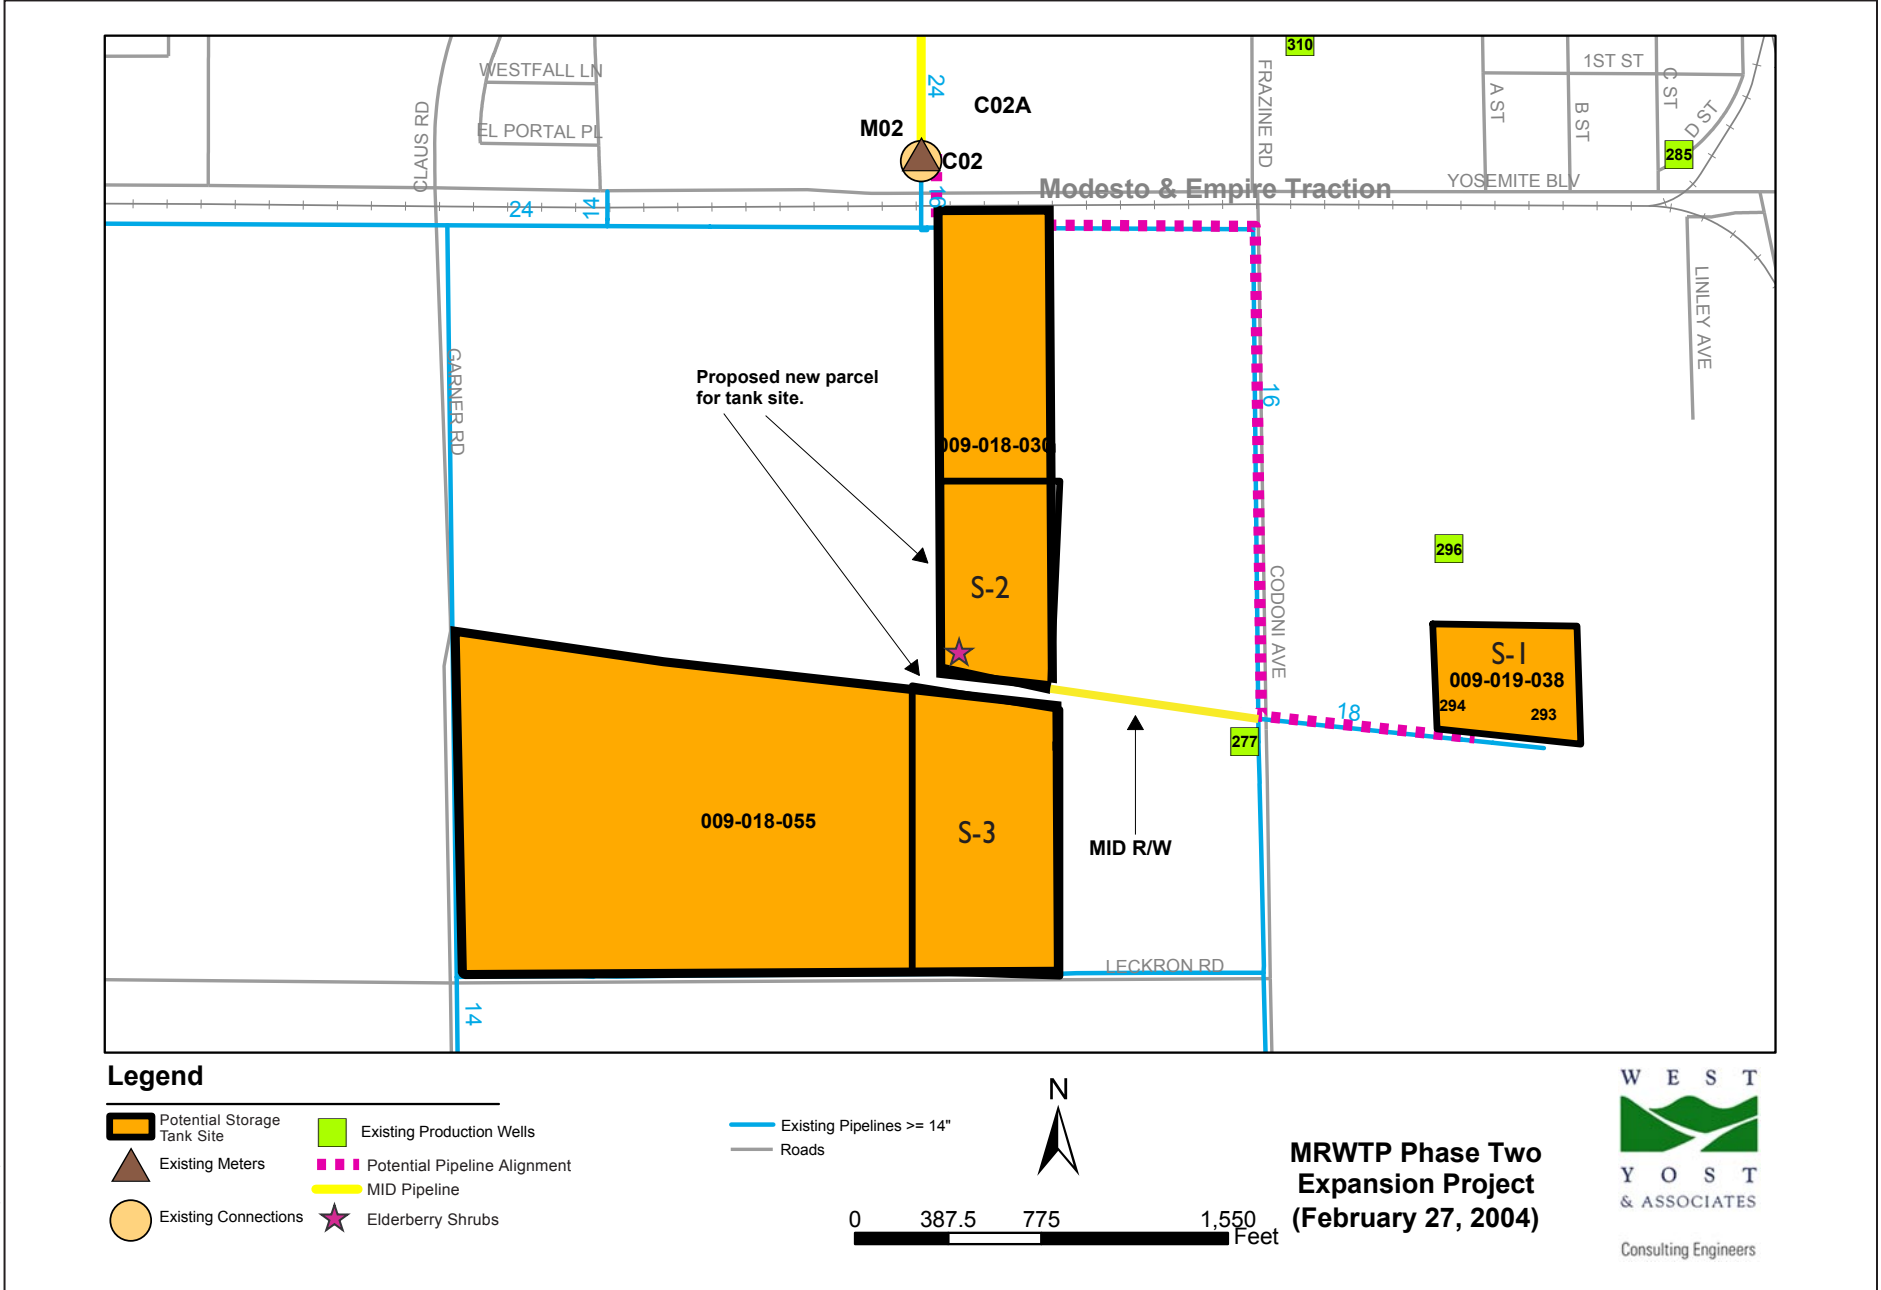 310
WESTFALL LN
1ST ST
24
C02A
FRAZINE RD
A ST
B ST
C ST
D ST
EL PORTAL PL
CLAUS RD
M02
C02
285
Modesto & Empire Traction
YOSEMITE BLV
24
14
16
LINLEY AVE
GARNER RD
Proposed new parcel
for tank site.
16
009-018-030
296
S-2
CODONI AVE
S-1
009-019-038
294
293
18
277
009-018-055
S-3
MID R/W
LECKRON RD
14
Legend
Potential Storage
Tank Site
Existing Meters
Existing Connections
Existing Production Wells
Potential Pipeline Alignment
MID Pipeline
Elderberry Shrubs
Existing Pipelines >= 14"
Roads
N
0 387.5 775 1,550
Feet
MRWTP Phase Two
Expansion Project
(February 27, 2004)
WEST
YOST
& ASSOCIATES
Consulting Engineers